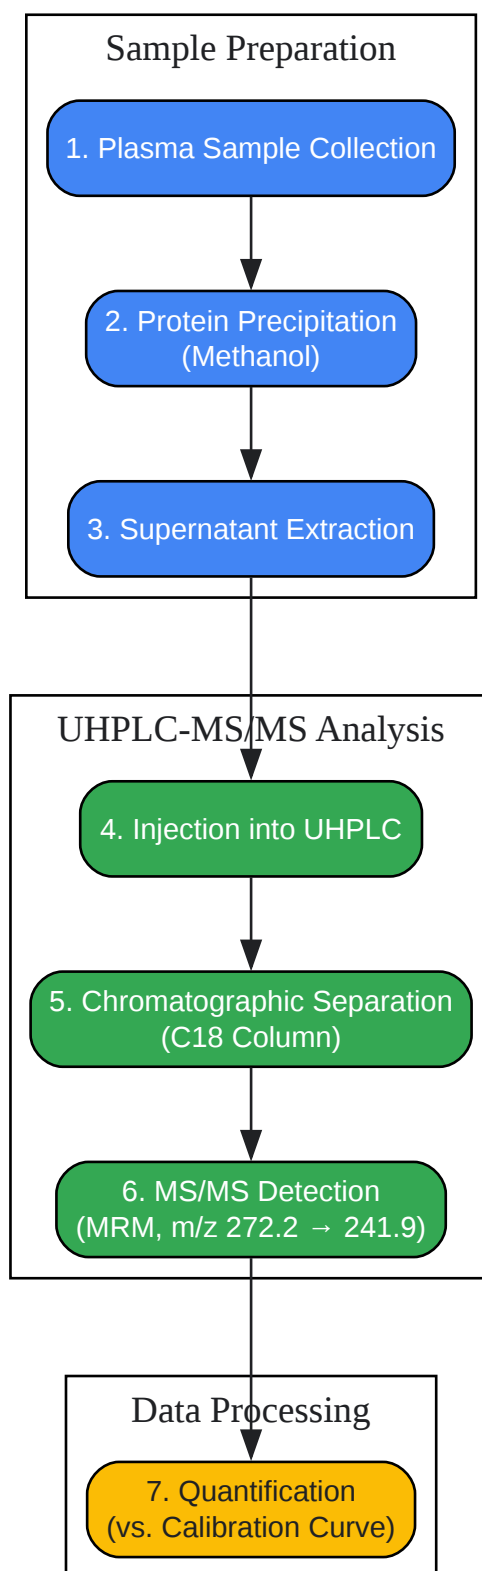 Sample Preparation
1. Plasma Sample Collection
2. Protein Precipitation
(Methanol)
3. Supernatant Extraction
UHPLC-MS/MS Analysis
4. Injection into UHPLC
5. Chromatographic Separation
(C18 Column)
6. MS/MS Detection
(MRM, m/z 272.2 → 241.9)
Data Processing
7. Quantification
(vs. Calibration Curve)